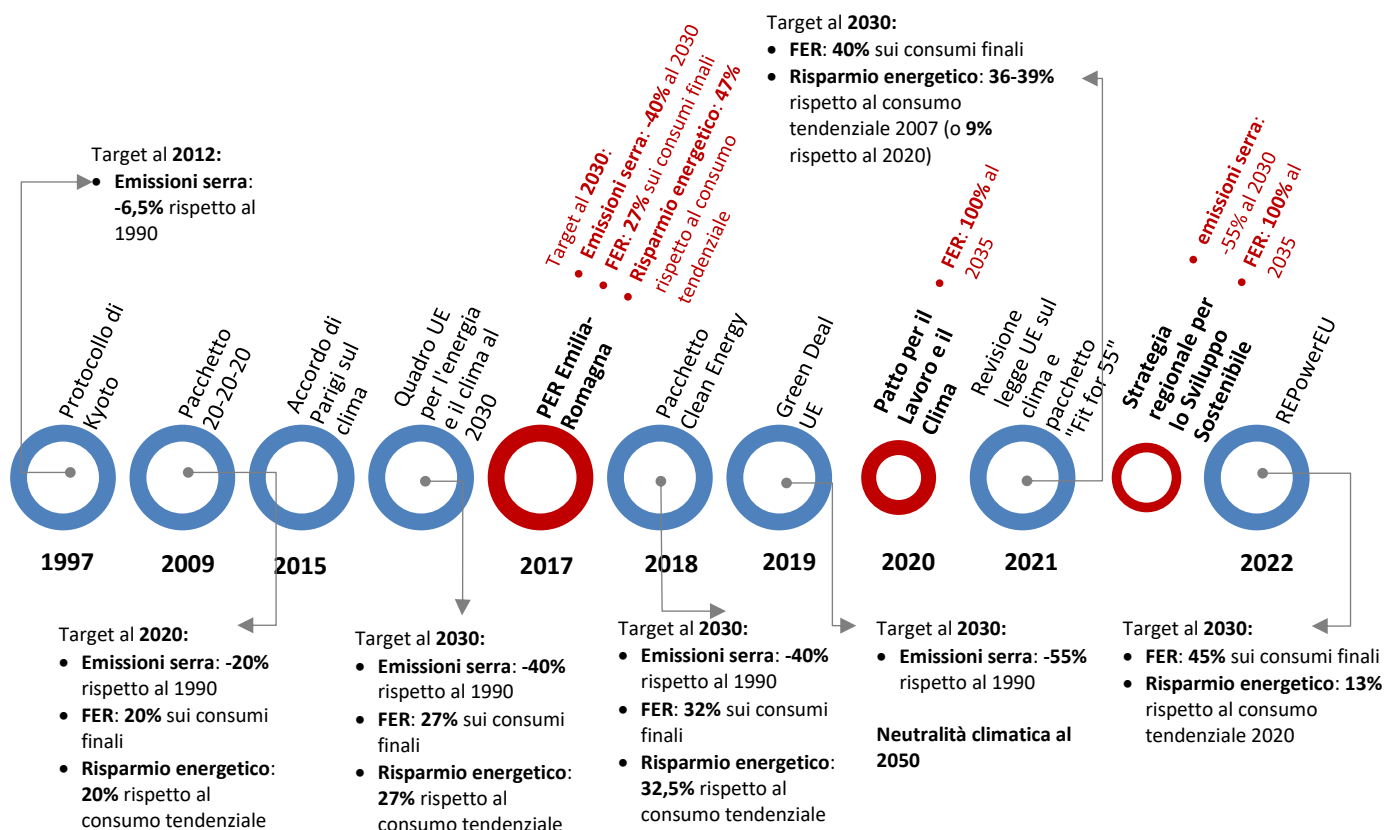 Target al 2012:
• Emissioni serra:
-6,5% rispetto al
1990
Target al 2030:
• Emissioni serra: -40% al 2030
• FER: 27% sui consumi finali
• Risparmio energetico: 47%
rispetto al consumo
tendenziale
Target al 2030:
• FER: 40% sui consumi finali
• Risparmio energetico: 36-39%
rispetto al consumo
tendenziale 2007 (o 9%
rispetto al 2020)
• FER: 100% al
2035
• emissioni serra:
-55% al 2030
• FER: 100% al
2035
Protocollo di
Kyoto
Pacchetto
20-20-20
Accordo di
Parigi sul
clima
Quadro UE
per l'energia
e il clima al
2030
PER Emilia-
Romagna
Pacchetto
Clean Energy
Green Deal
UE
Patto per il
Lavoro e il
Clima
Revisione
legge UE sul
clima e
pacchetto
"Fit for 55"
Strategia
regionale per
lo Sviluppo
Sostenibile
REPowerEU
1997
2009
2015
2017
2018
2019
2020
2021
2022
Target al 2020:
• Emissioni serra: -20%
rispetto al 1990
• FER: 20% sui consumi
finali
• Risparmio energetico:
20% rispetto al
consumo tendenziale
Target al 2030:
• Emissioni serra: -40%
rispetto al 1990
• FER: 27% sui consumi
finali
• Risparmio energetico:
27% rispetto al
consumo tendenziale
Target al 2030:
• Emissioni serra: -40%
rispetto al 1990
• FER: 32% sui consumi
finali
• Risparmio energetico:
32,5% rispetto al
consumo tendenziale
Target al 2030:
• Emissioni serra: -55%
rispetto al 1990
Neutralità climatica al
2050
Target al 2030:
• FER: 45% sui consumi finali
• Risparmio energetico: 13%
rispetto al consumo
tendenziale 2020